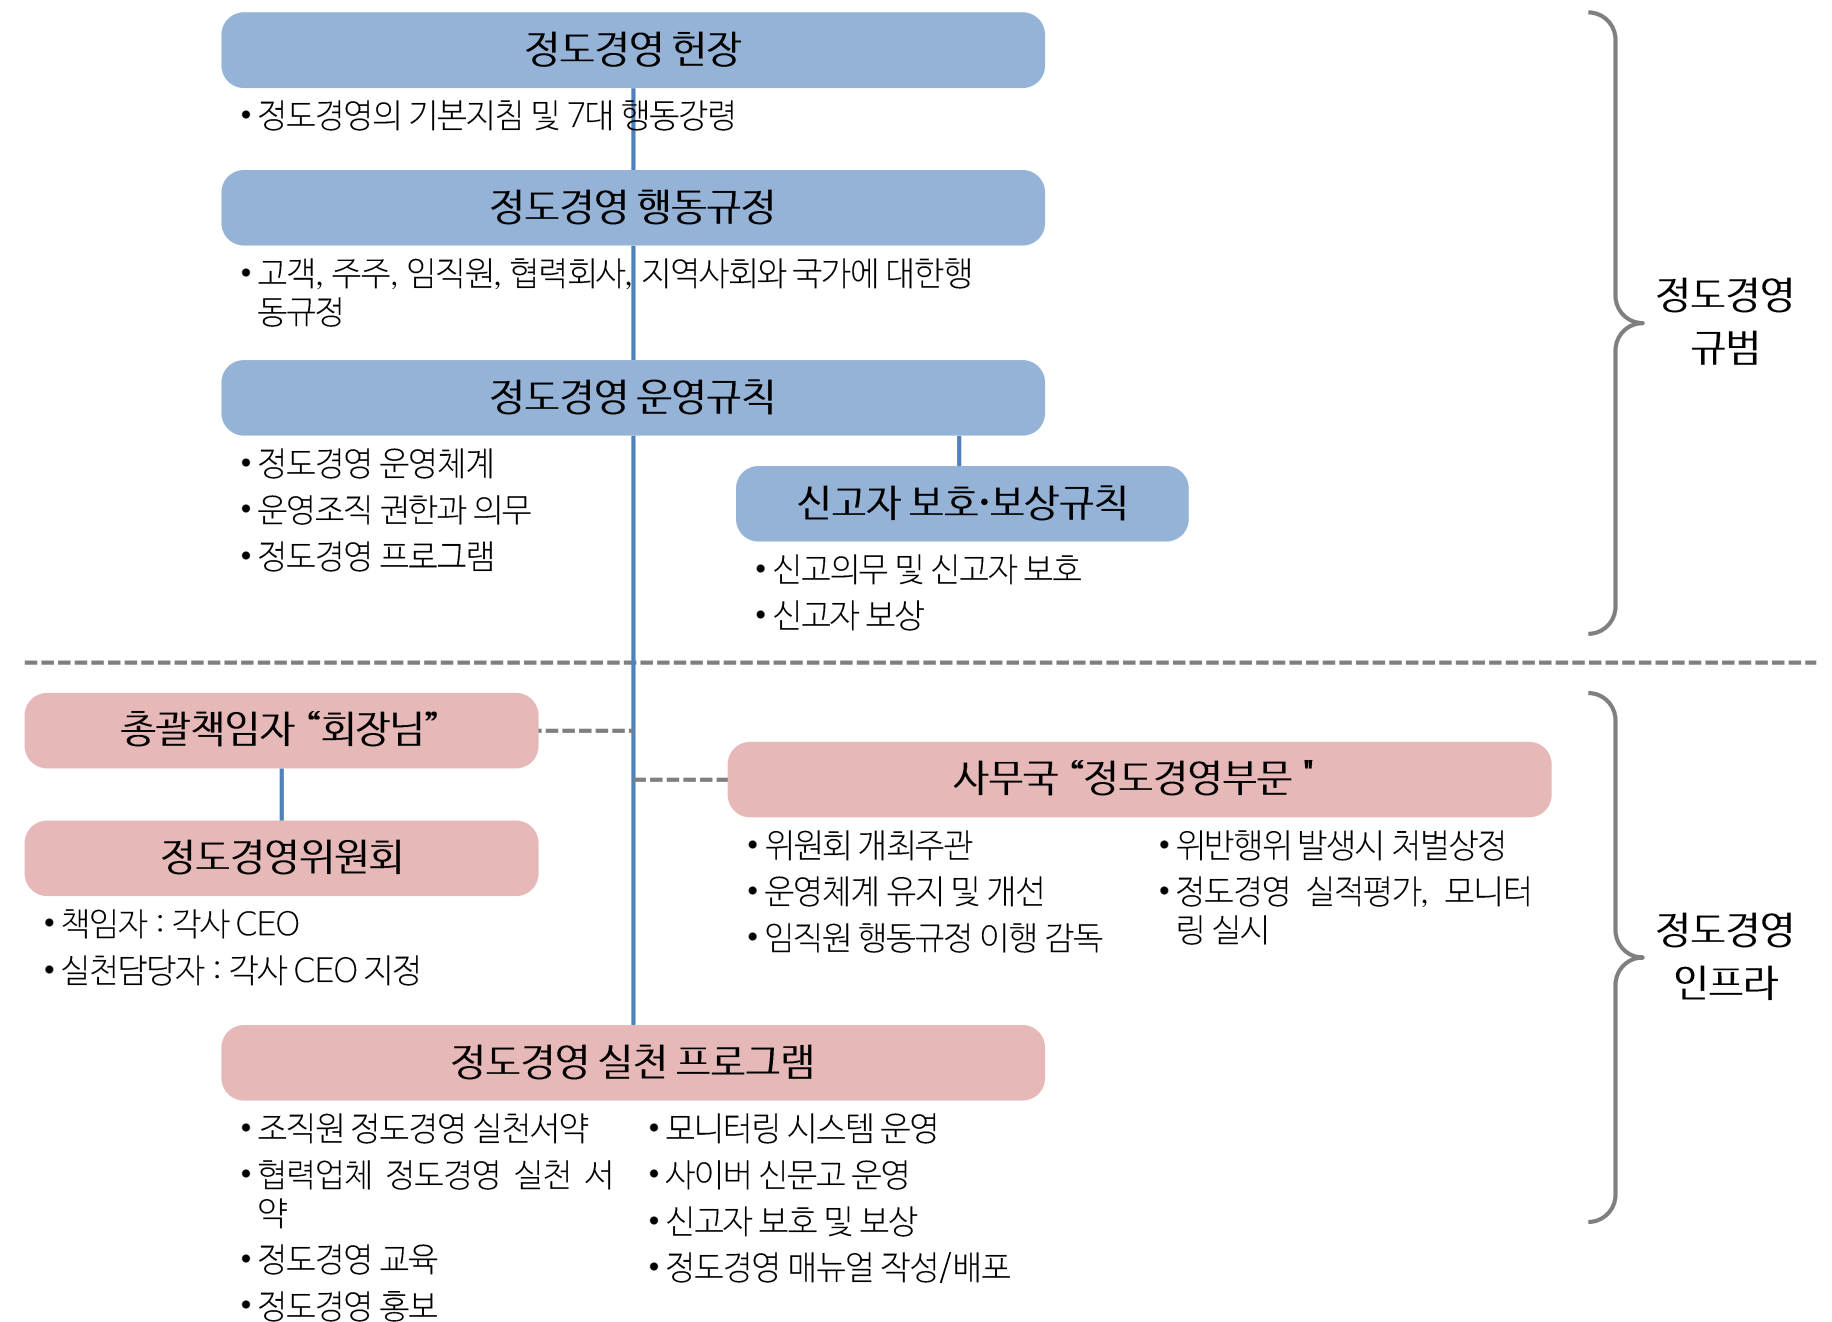 정도경영 헌장
• 정도경영의 기본지침 및 7대 행동강령
정도경영 행동규정
• 고객, 주주, 임직원, 협력회사, 지역사회와 국가에 대한행
동규정
정도경영 운영규칙
• 정도경영 운영체계
• 운영조직 권한과 의무
• 정도경영 프로그램
신고자 보호·보상규칙
• 신고의무 및 신고자 보호
• 신고자 보상
정도경영
규범
총괄책임자 “회장님”
정도경영위원회
• 책임자 : 각사 CEO
• 실천담당자 : 각사 CEO 지정
사무국 “정도경영부문 "
• 위원회 개최주관
• 운영체계 유지 및 개선
• 임직원 행동규정 이행 감독
• 위반행위 발생시 처벌상정
• 정도경영 실적평가, 모니터
링 실시
정도경영
인프라
정도경영 실천 프로그램
• 조직원 정도경영 실천서약
• 협력업체 정도경영 실천 서
약
• 정도경영 교육
• 정도경영 홍보
• 모니터링 시스템 운영
• 사이버 신문고 운영
• 신고자 보호 및 보상
• 정도경영 매뉴얼 작성/배포